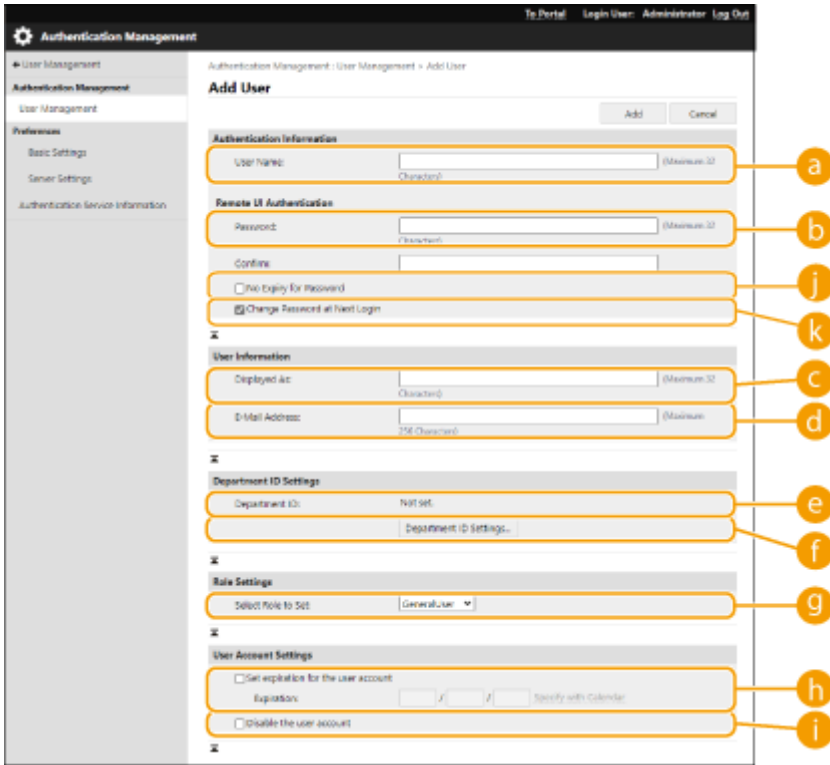 To Portal Login User: Administrator Log Out
Authentication Management
User Management
Authentication Management
User Management
Preferences
Basic Settings
Server Settings
Authentication Service Information
Authentication Management : User Management > Add User
Add User
Add Cancel
Authentication Information
User Name: (Maximum 32
Characters)
a
Remote UI Authentication
Password: (Maximum 32
Characters)
b
Confirm:
No Expiry for Password
j
Change Password at Next Login
k
User Information
Displayed As: (Maximum 32
Characters)
c
E-Mail Address: (Maximum
256 Characters)
d
Department ID Settings
Department ID: Not set.
e
Department ID Settings...
f
Role Settings
Select Role to Set: GeneralUser
g
User Account Settings
Set expiration for the user account
Expiration: / / Specify with Calendar
h
Disable the user account
i